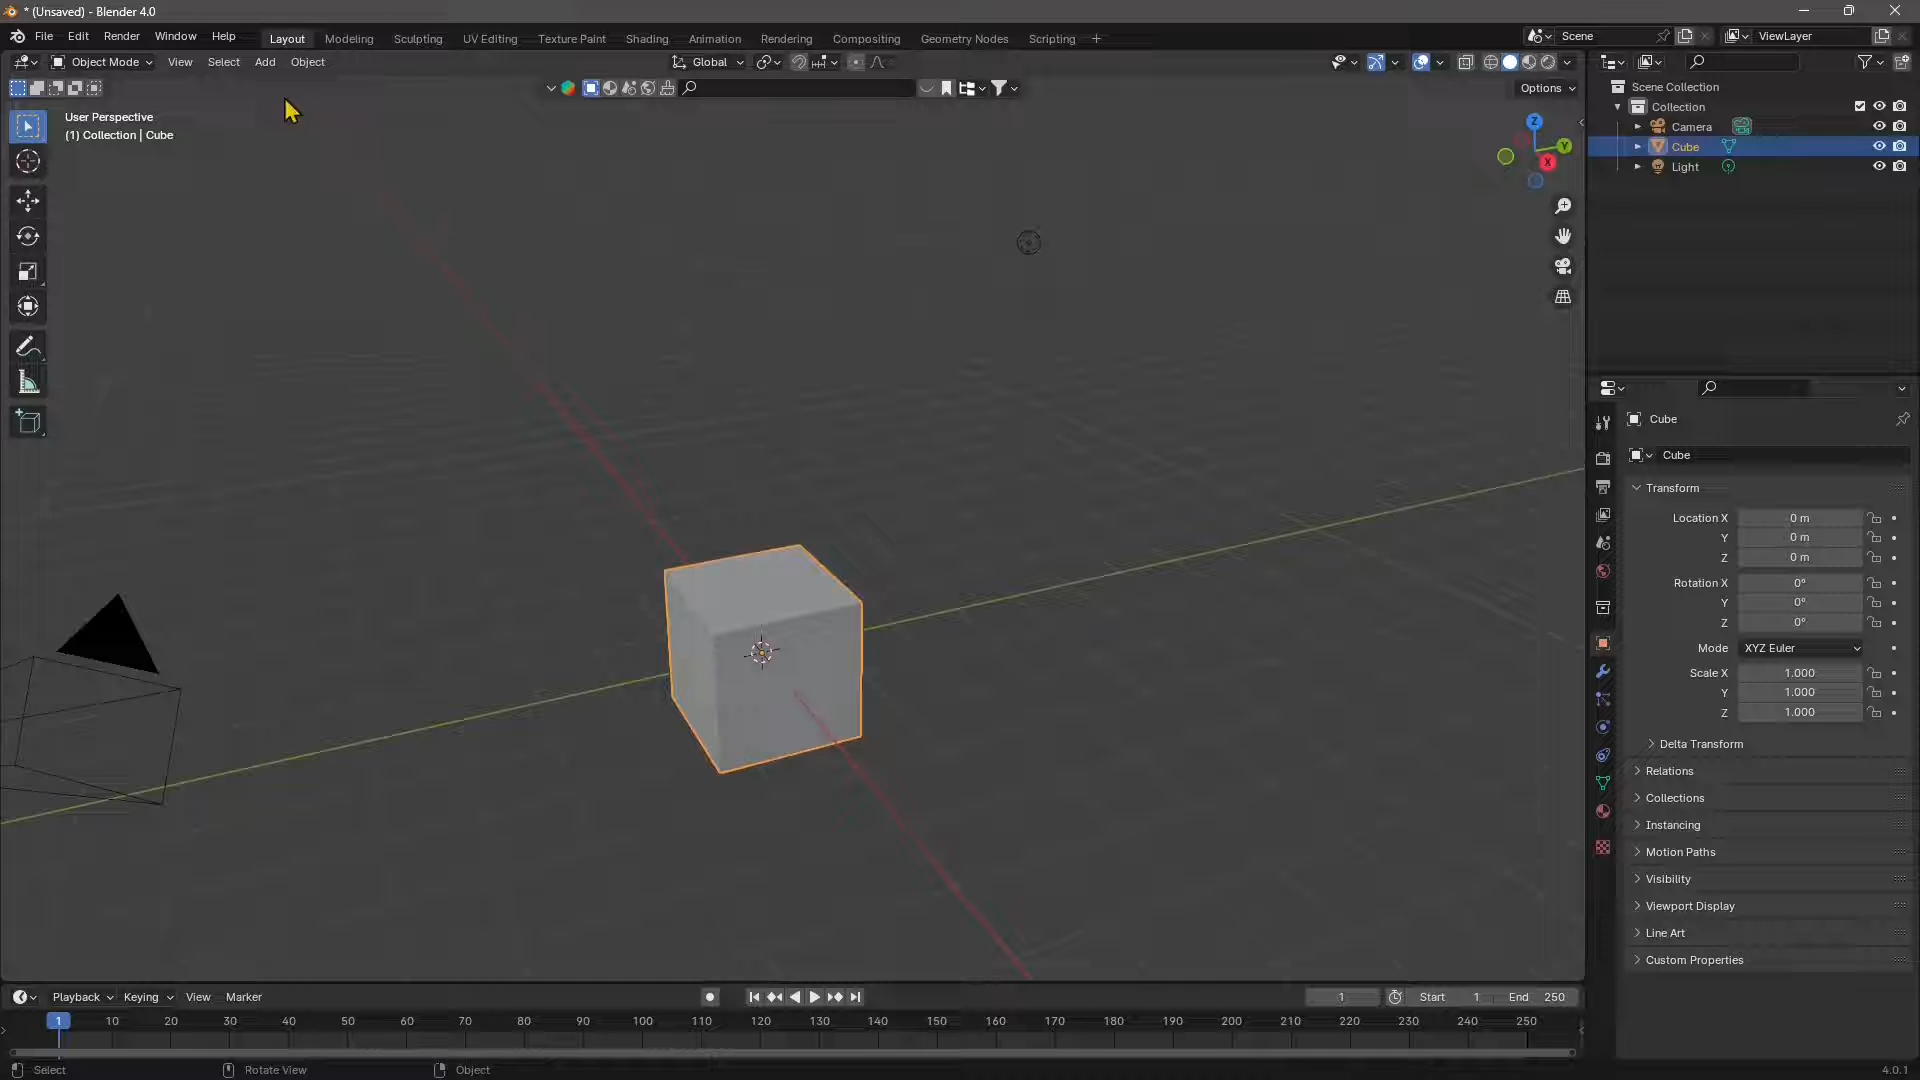 * (Unsaved) - Blender 4.0
File Edit Render Window Help
Layout Modeling Sculpting UV Editing Texture Paint Shading Animation Rendering Compositing Geometry Nodes Scripting +
Scene
ViewLayer
Object Mode View Select Add Object
Global
Options
User Perspective
(1) Collection | Cube
Z
Y
X
Scene Collection
Collection
Camera
Cube
Light
Cube
Cube
Transform
Location X 0 m
Y 0 m
Z 0 m
Rotation X 0°
Y 0°
Z 0°
Mode XYZ Euler
Scale X 1.000
Y 1.000
Z 1.000
Delta Transform
Relations
Collections
Instancing
Motion Paths
Visibility
Viewport Display
Line Art
Custom Properties
Playback Keying View Marker
1 Start 1 End 250
1 10 20 30 40 50 60 70 80 90 100 110 120 130 140 150 160 170 180 190 200 210 220 230 240 250
Select Rotate View Object
4.0.1